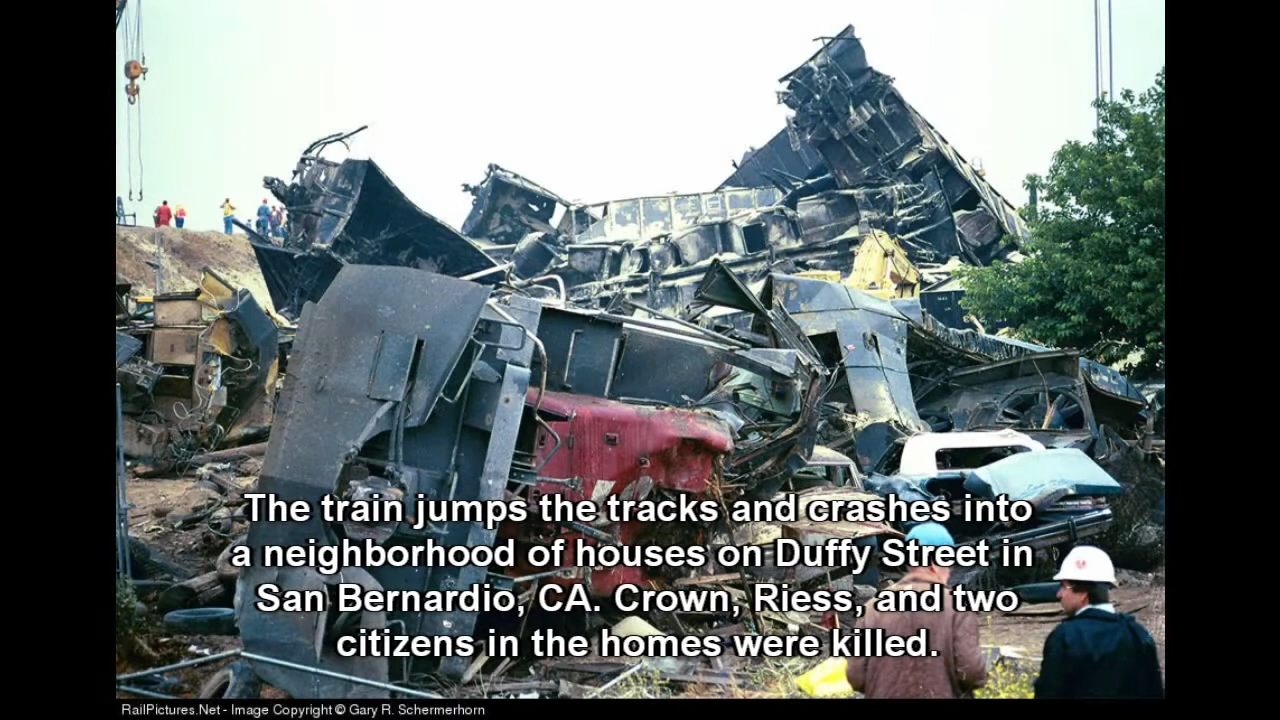 The train jumps the tracks and crashes into
a neighborhood of houses on Duffy Street in
San Bernardio, CA. Crown, Riess, and two
citizens in the homes were killed.
RailPictures.Net - Image Copyright © Gary R. Schermerhorn